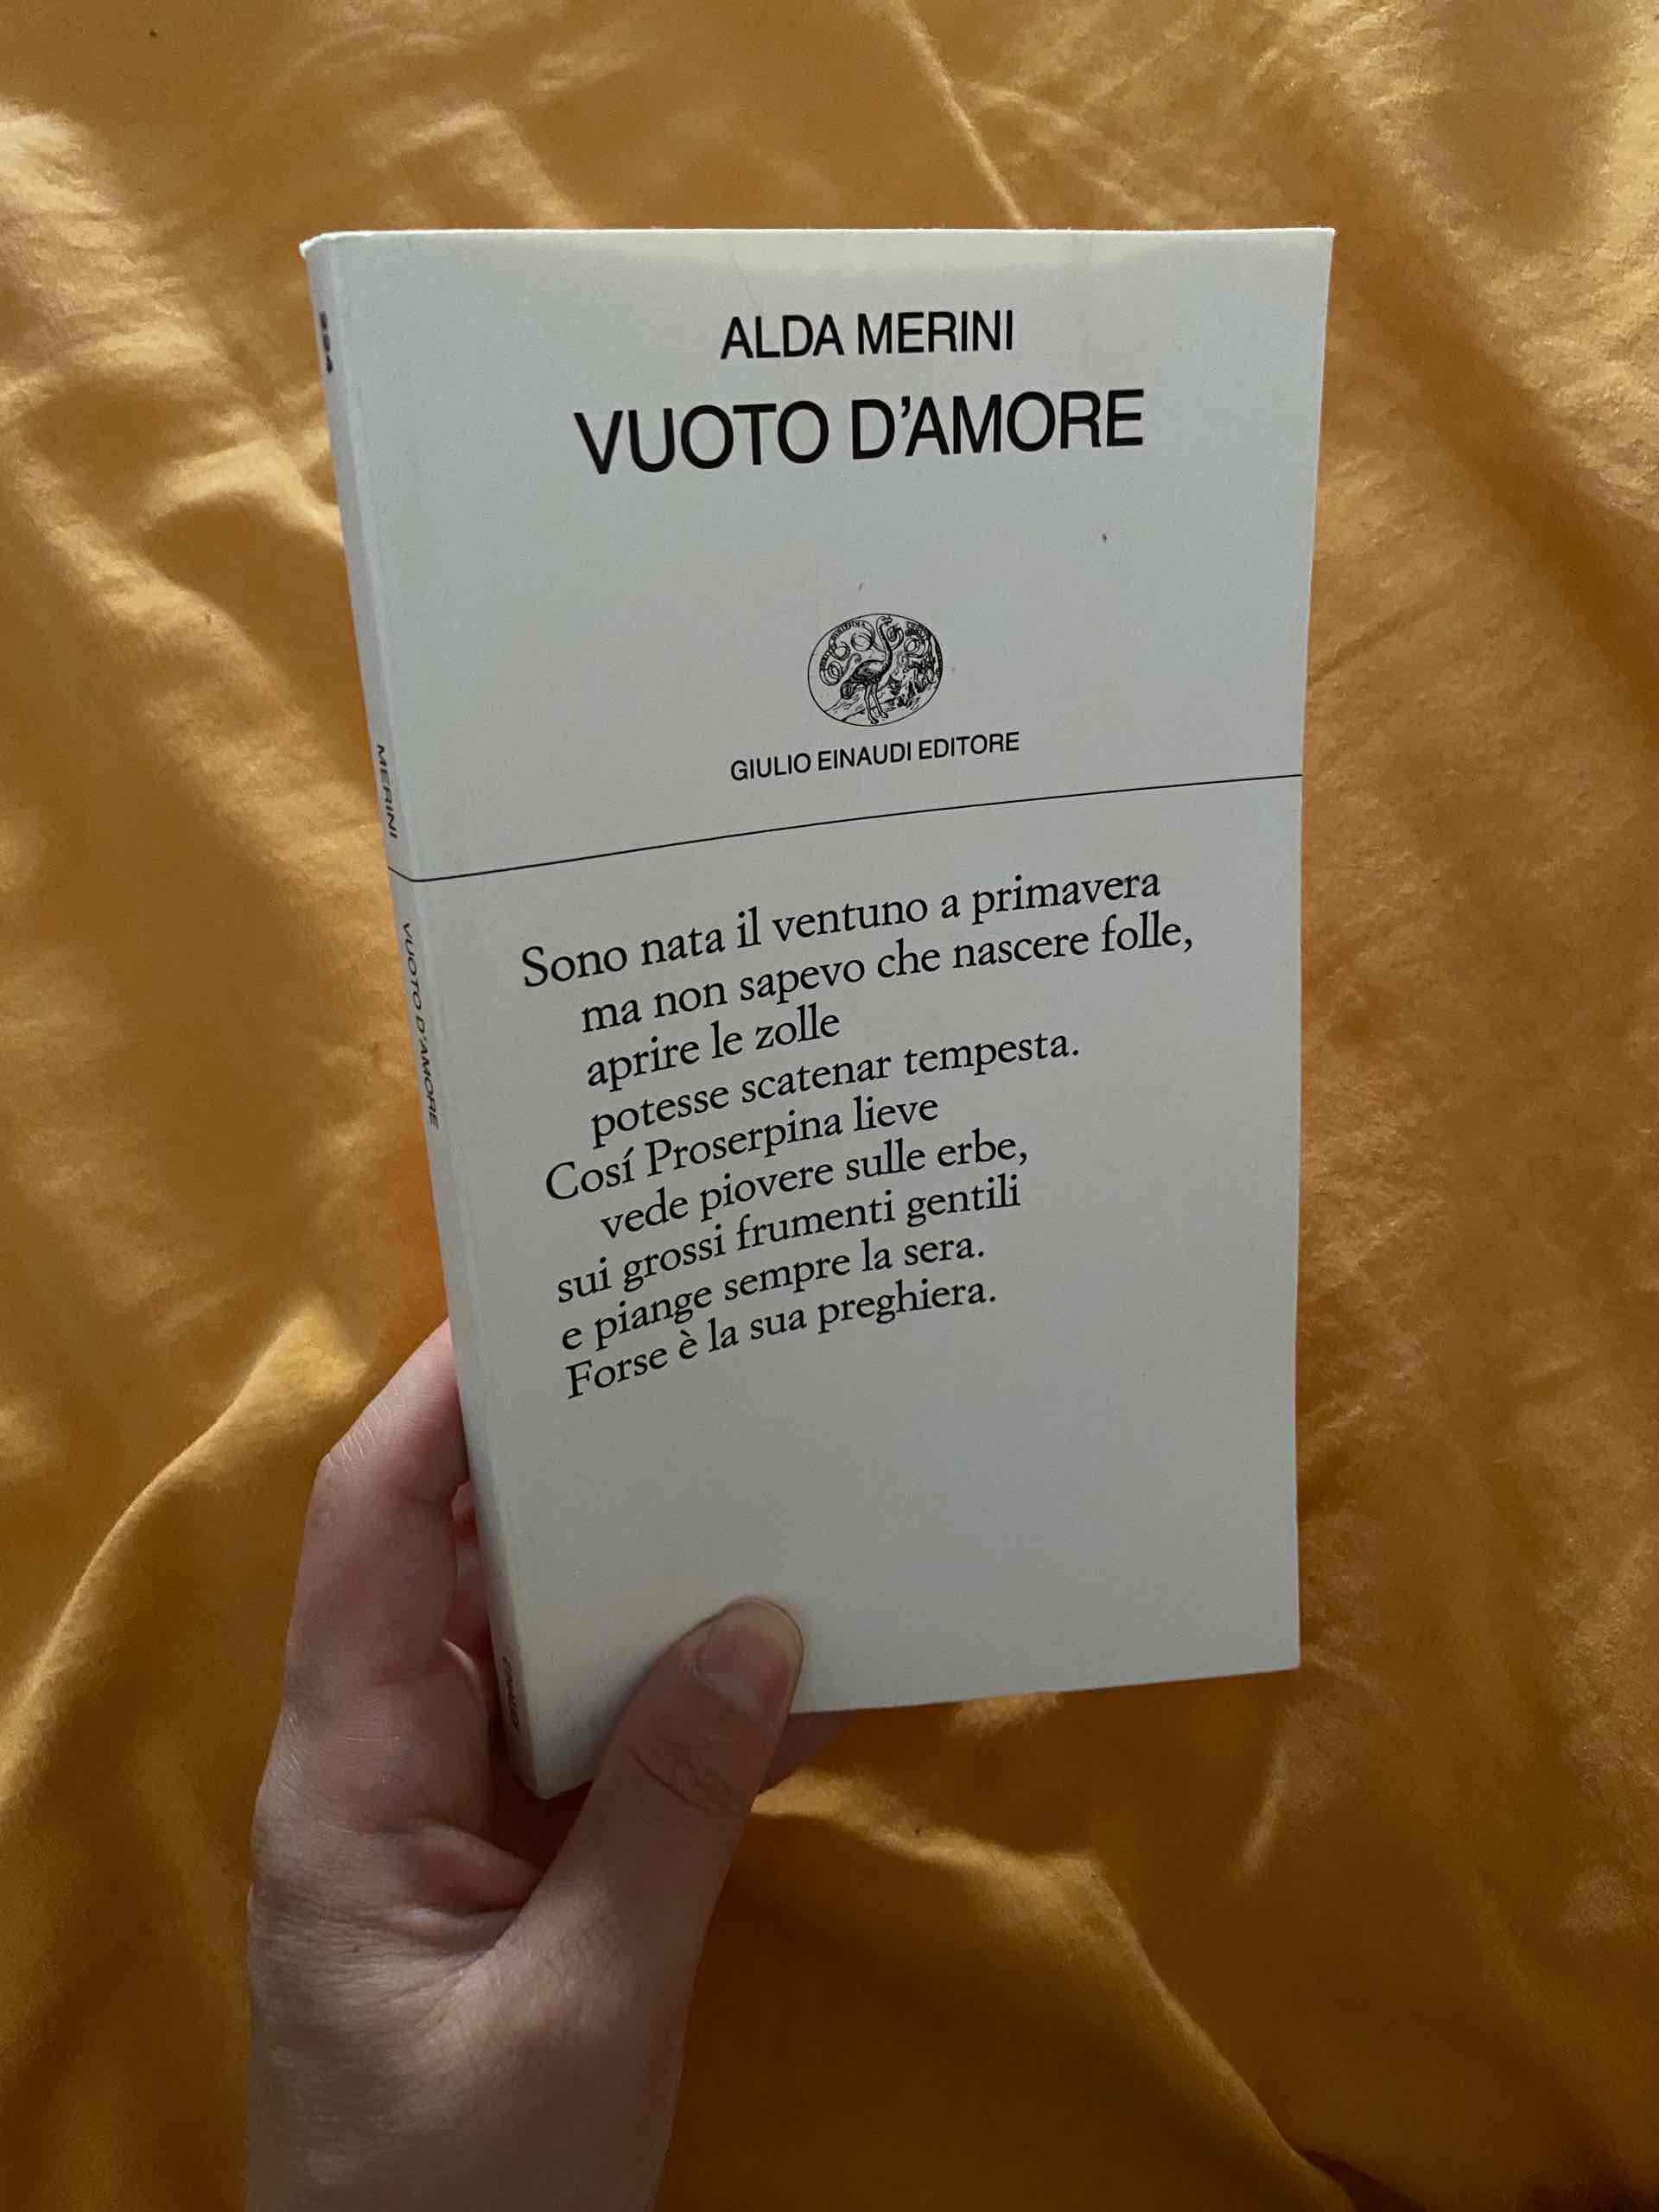 ALDA MERINI
VUOTO D'AMORE
GIULIO EINAUDI EDITORE
Sono nata il ventuno a primavera
ma non sapevo che nascere folle,
aprire le zolle
potesse scatenar tempesta.
Cosí Proserpina lieve
vede piovere sulle erbe,
sui grossi frumenti gentili
e piange sempre la sera.
Forse è la sua preghiera.
MERINI
VUOTO D'AMORE